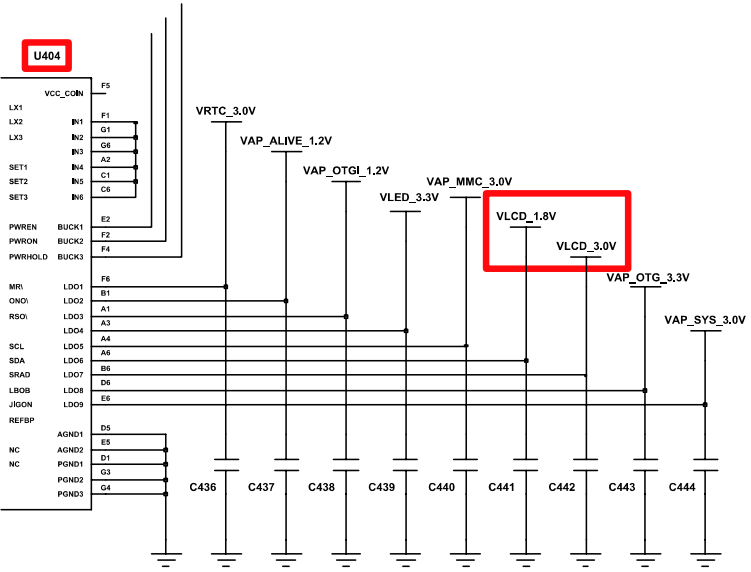 U404
VCC_COIN F5
LX1
LX2 IN1 F1
LX3 IN2 G1
IN3 G6
SET1 IN4 A2
SET2 IN5 C1
SET3 IN6 C6
PWREN BUCK1 E2
PWRON BUCK2 F2
PWRHOLD BUCK3 F4
MR\ LDO1 F6
ONO\ LDO2 B1
RSO\ LDO3 A1
LDO4 A3
SCL LDO5 A4
SDA LDO6 A6
SRAD LDO7 B6
LBOB LDO8 D6
JIGON LDO9 E6
REFBP
AGND1 D5
NC AGND2 E5
NC PGND1 D1
PGND2 G3
PGND3 G4
VRTC_3.0V
VAP_ALIVE_1.2V
VAP_OTGI_1.2V
VLED_3.3V
VAP_MMC_3.0V
VLCD_1.8V
VLCD_3.0V
VAP_OTG_3.3V
VAP_SYS_3.0V
C436 C437 C438 C439 C440 C441 C442 C443 C444